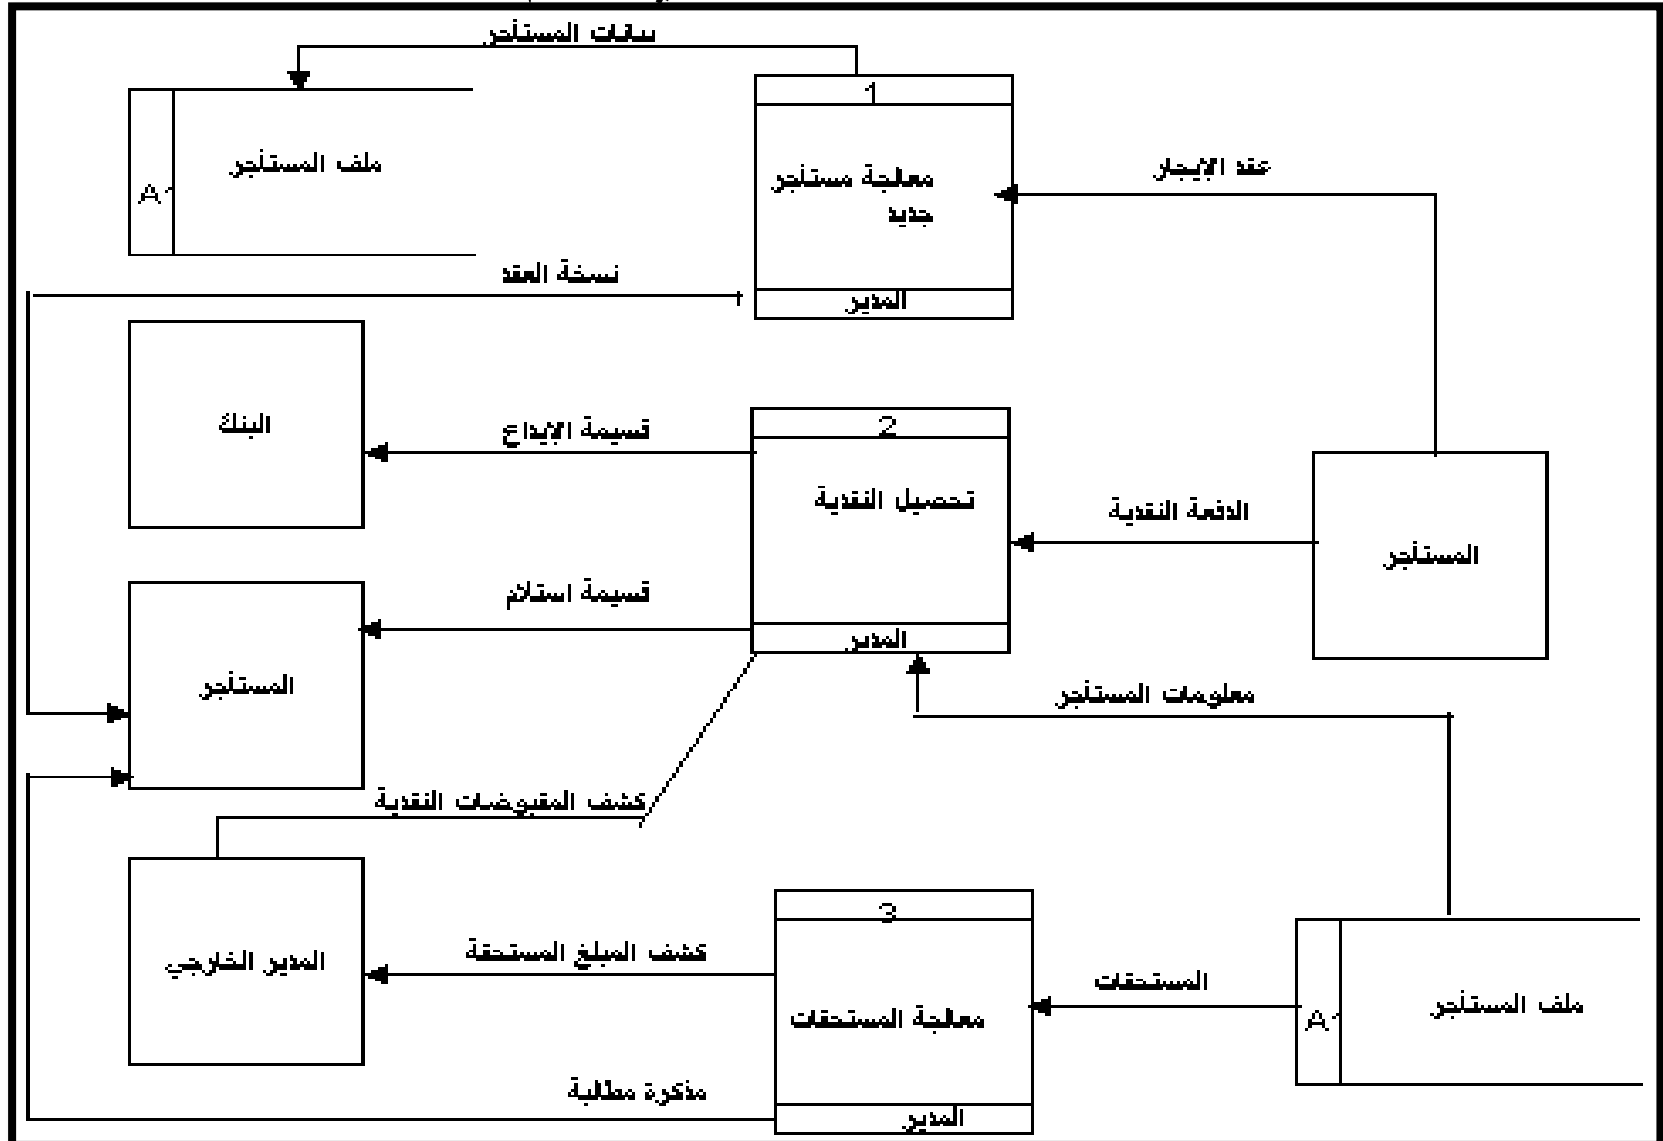 بيانات المستأجر
1
ملف المستأجر
A
معالجة مستأجر
جديد
عقد الإيجار
نسخة العقد
المدير
البنك
قسيمة الإيداع
2
تحصيل النقدية
الدفعة النقدية
المستأجر
قسيمة استلام
المدير
المستأجر
معلومات المستأجر
كشف المقبوضات النقدية
3
المدير الخارجي
كشف المبلغ المستحقة
المستحقات
ملف المستأجر
A
معالجة المستحقات
مذكرة مطالبة
المدير